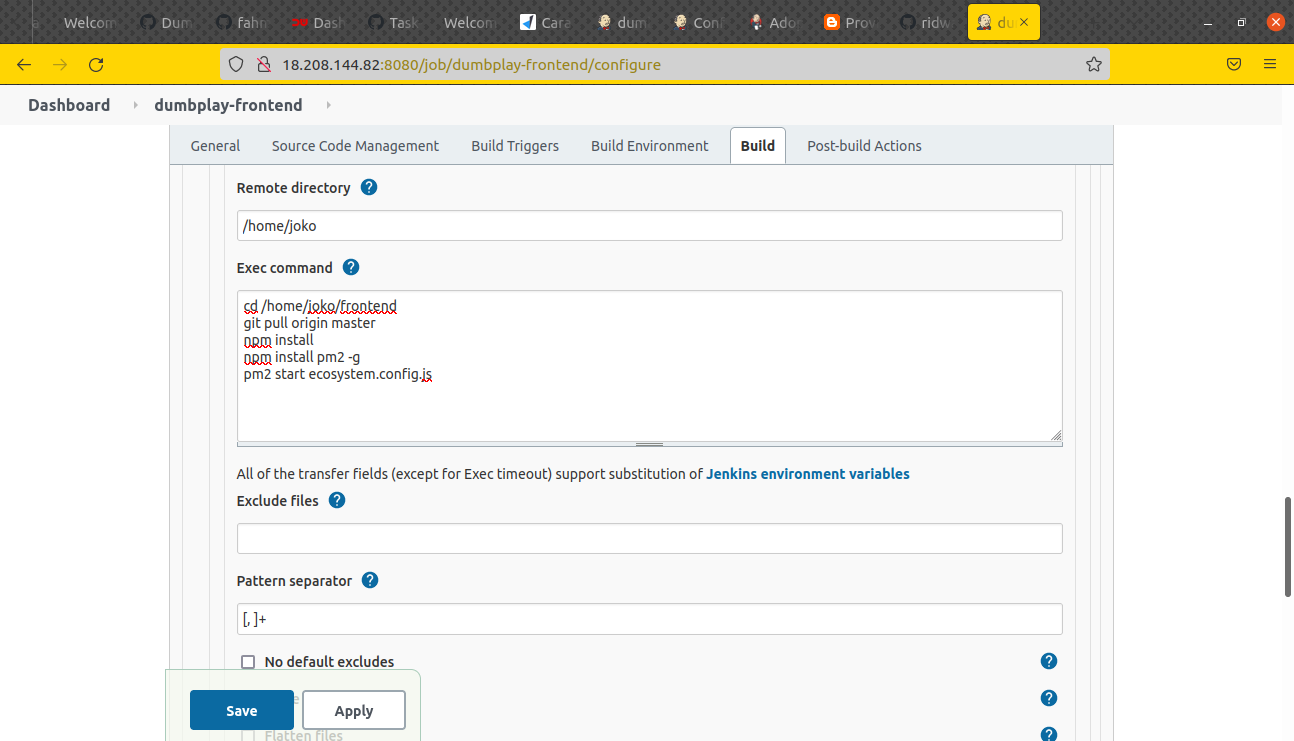 Welcom Dum fahm Dash Task Welcom Cara dum Con Ado Prov ridw du
18.208.144.82:8080/job/dumbplay-frontend/configure
Dashboard dumbplay-frontend
General Source Code Management Build Triggers Build Environment Build Post-build Actions
Remote directory ?
/home/joko
Exec command ?
cd /home/joko/frontend
git pull origin master
npm install
npm install pm2 -g
pm2 start ecosystem.config.js
All of the transfer fields (except for Exec timeout) support substitution of Jenkins environment variables
Exclude files ?
Pattern separator ?
[, ]+
No default excludes ?
?
Save Apply
Flatten files ?